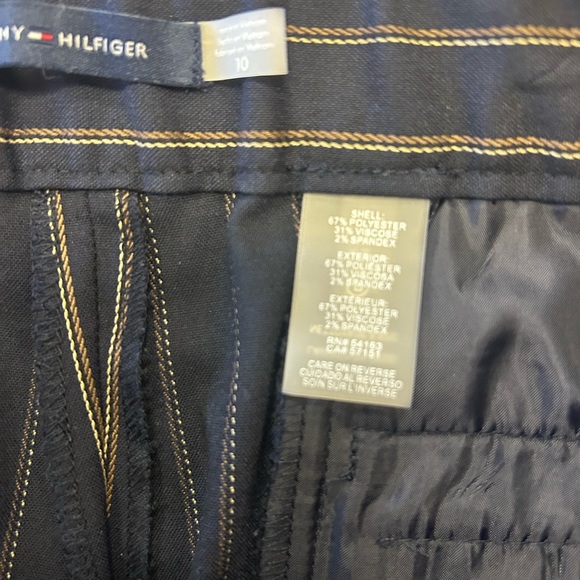 NY HILFIGER
10
SHELL:
67% POLYESTER
31% VISCOSE
2% SPANDEX
EXTERIOR:
67% POLIESTER
31% VISCOSA
2% SPANDEX
EXTÉRIEUR:
67% POLYESTER
31% VISCOSE
2% SPANDEX
RN# 54163
CA# 57151
CARE ON REVERSE
CUIDADO AL REVERSO
SOIN SUR L'INVERSE